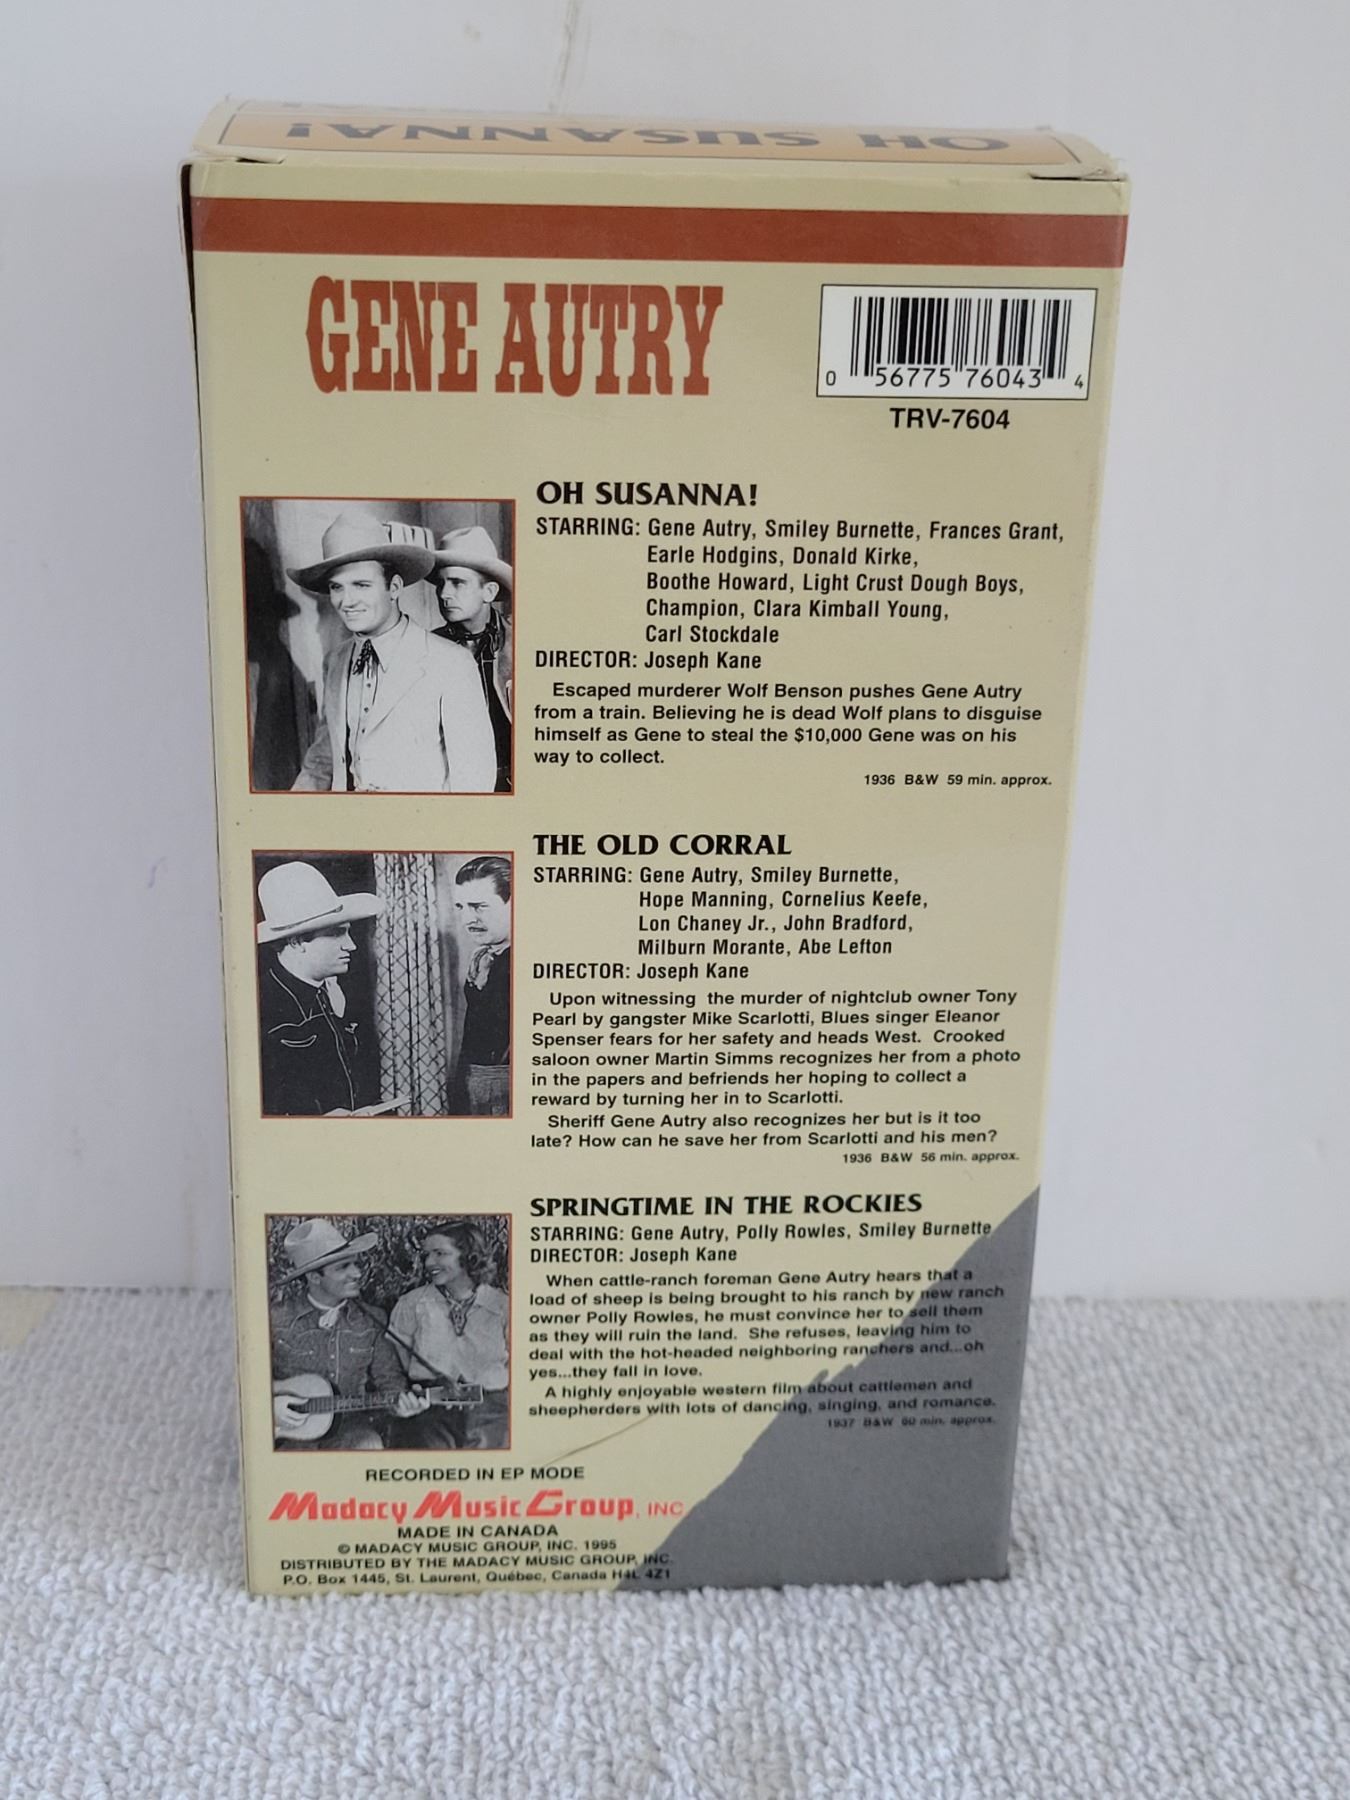 OH SUSANNA!
GENE AUTRY
0 56775 76043 4
TRV-7604
OH SUSANNA!
STARRING: Gene Autry, Smiley Burnette, Frances Grant,
Earle Hodgins, Donald Kirke,
Boothe Howard, Light Crust Dough Boys,
Champion, Clara Kimball Young,
Carl Stockdale
DIRECTOR: Joseph Kane
Escaped murderer Wolf Benson pushes Gene Autry
from a train. Believing he is dead Wolf plans to disguise
himself as Gene to steal the $10,000 Gene was on his
way to collect.
1936 B&W 59 min. approx.
THE OLD CORRAL
STARRING: Gene Autry, Smiley Burnette,
Hope Manning, Cornelius Keefe,
Lon Chaney Jr., John Bradford,
Milburn Morante, Abe Lefton
DIRECTOR: Joseph Kane
Upon witnessing the murder of nightclub owner Tony
Pearl by gangster Mike Scarlotti, Blues singer Eleanor
Spenser fears for her safety and heads West. Crooked
saloon owner Martin Simms recognizes her from a photo
in the papers and befriends her hoping to collect a
reward by turning her in to Scarlotti.
Sheriff Gene Autry also recognizes her but is it too
late? How can he save her from Scarlotti and his men?
1936 B&W 56 min. approx.
SPRINGTIME IN THE ROCKIES
STARRING: Gene Autry, Polly Rowles, Smiley Burnette
DIRECTOR: Joseph Kane
When cattle-ranch foreman Gene Autry hears that a
load of sheep is being brought to his ranch by new ranch
owner Polly Rowles, he must convince her to sell them
as they will ruin the land. She refuses, leaving him to
deal with the hot-headed neighboring ranchers and...oh
yes...they fall in love.
A highly enjoyable western film about cattlemen and
sheepherders with lots of dancing, singing, and romance.
1937 B&W 60 min. approx.
RECORDED IN EP MODE
Madacy Music Group, INC
MADE IN CANADA
© MADACY MUSIC GROUP, INC. 1995
DISTRIBUTED BY THE MADACY MUSIC GROUP, INC.
P.O. Box 1445, St. Laurent, Québec, Canada H4L 4Z1